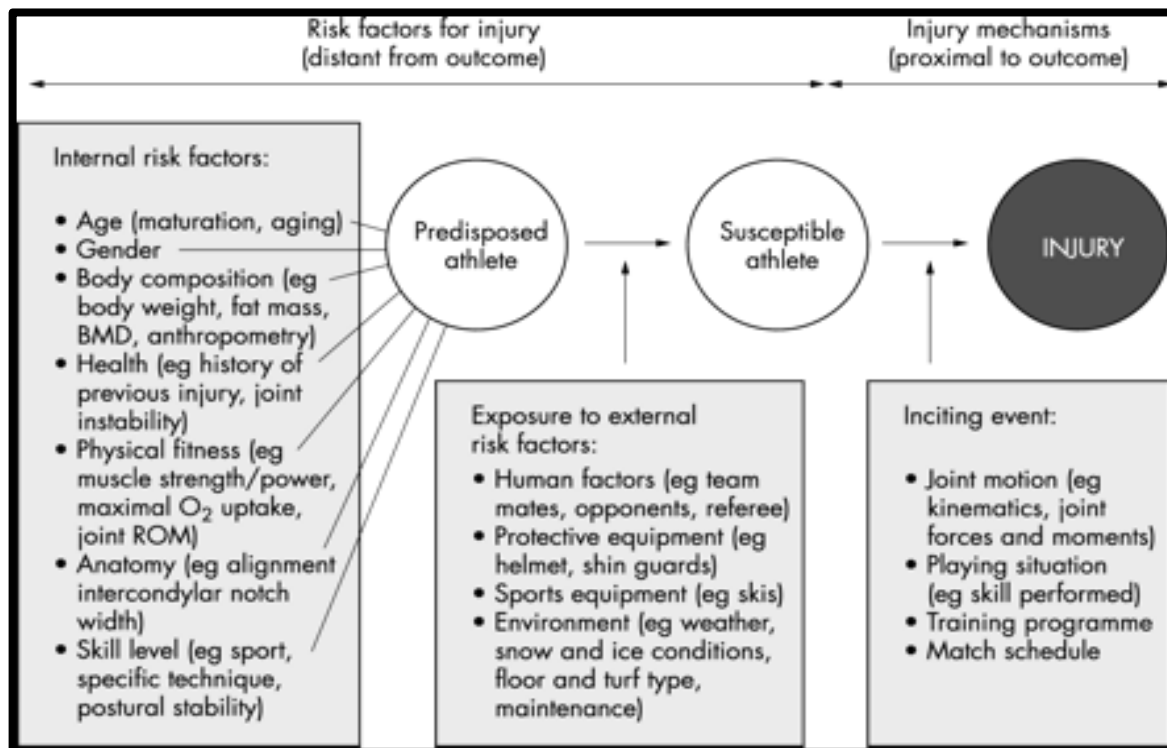 Risk factors for injury
(distant from outcome)
Injury mechanisms
(proximal to outcome)
Internal risk factors:
• Age (maturation, aging)
• Gender
• Body composition (eg
body weight, fat mass,
BMD, anthropometry)
• Health (eg history of
previous injury, joint
instability)
• Physical fitness (eg
muscle strength/power,
maximal O₂ uptake,
joint ROM)
• Anatomy (eg alignment
intercondylar notch
width)
• Skill level (eg sport,
specific technique,
postural stability)
Predisposed
athlete
Susceptible
athlete
INJURY
Exposure to external
risk factors:
• Human factors (eg team
mates, opponents, referee)
• Protective equipment (eg
helmet, shin guards)
• Sports equipment (eg skis)
• Environment (eg weather,
snow and ice conditions,
floor and turf type,
maintenance)
Inciting event:
• Joint motion (eg
kinematics, joint
forces and moments)
• Playing situation
(eg skill performed)
• Training programme
• Match schedule